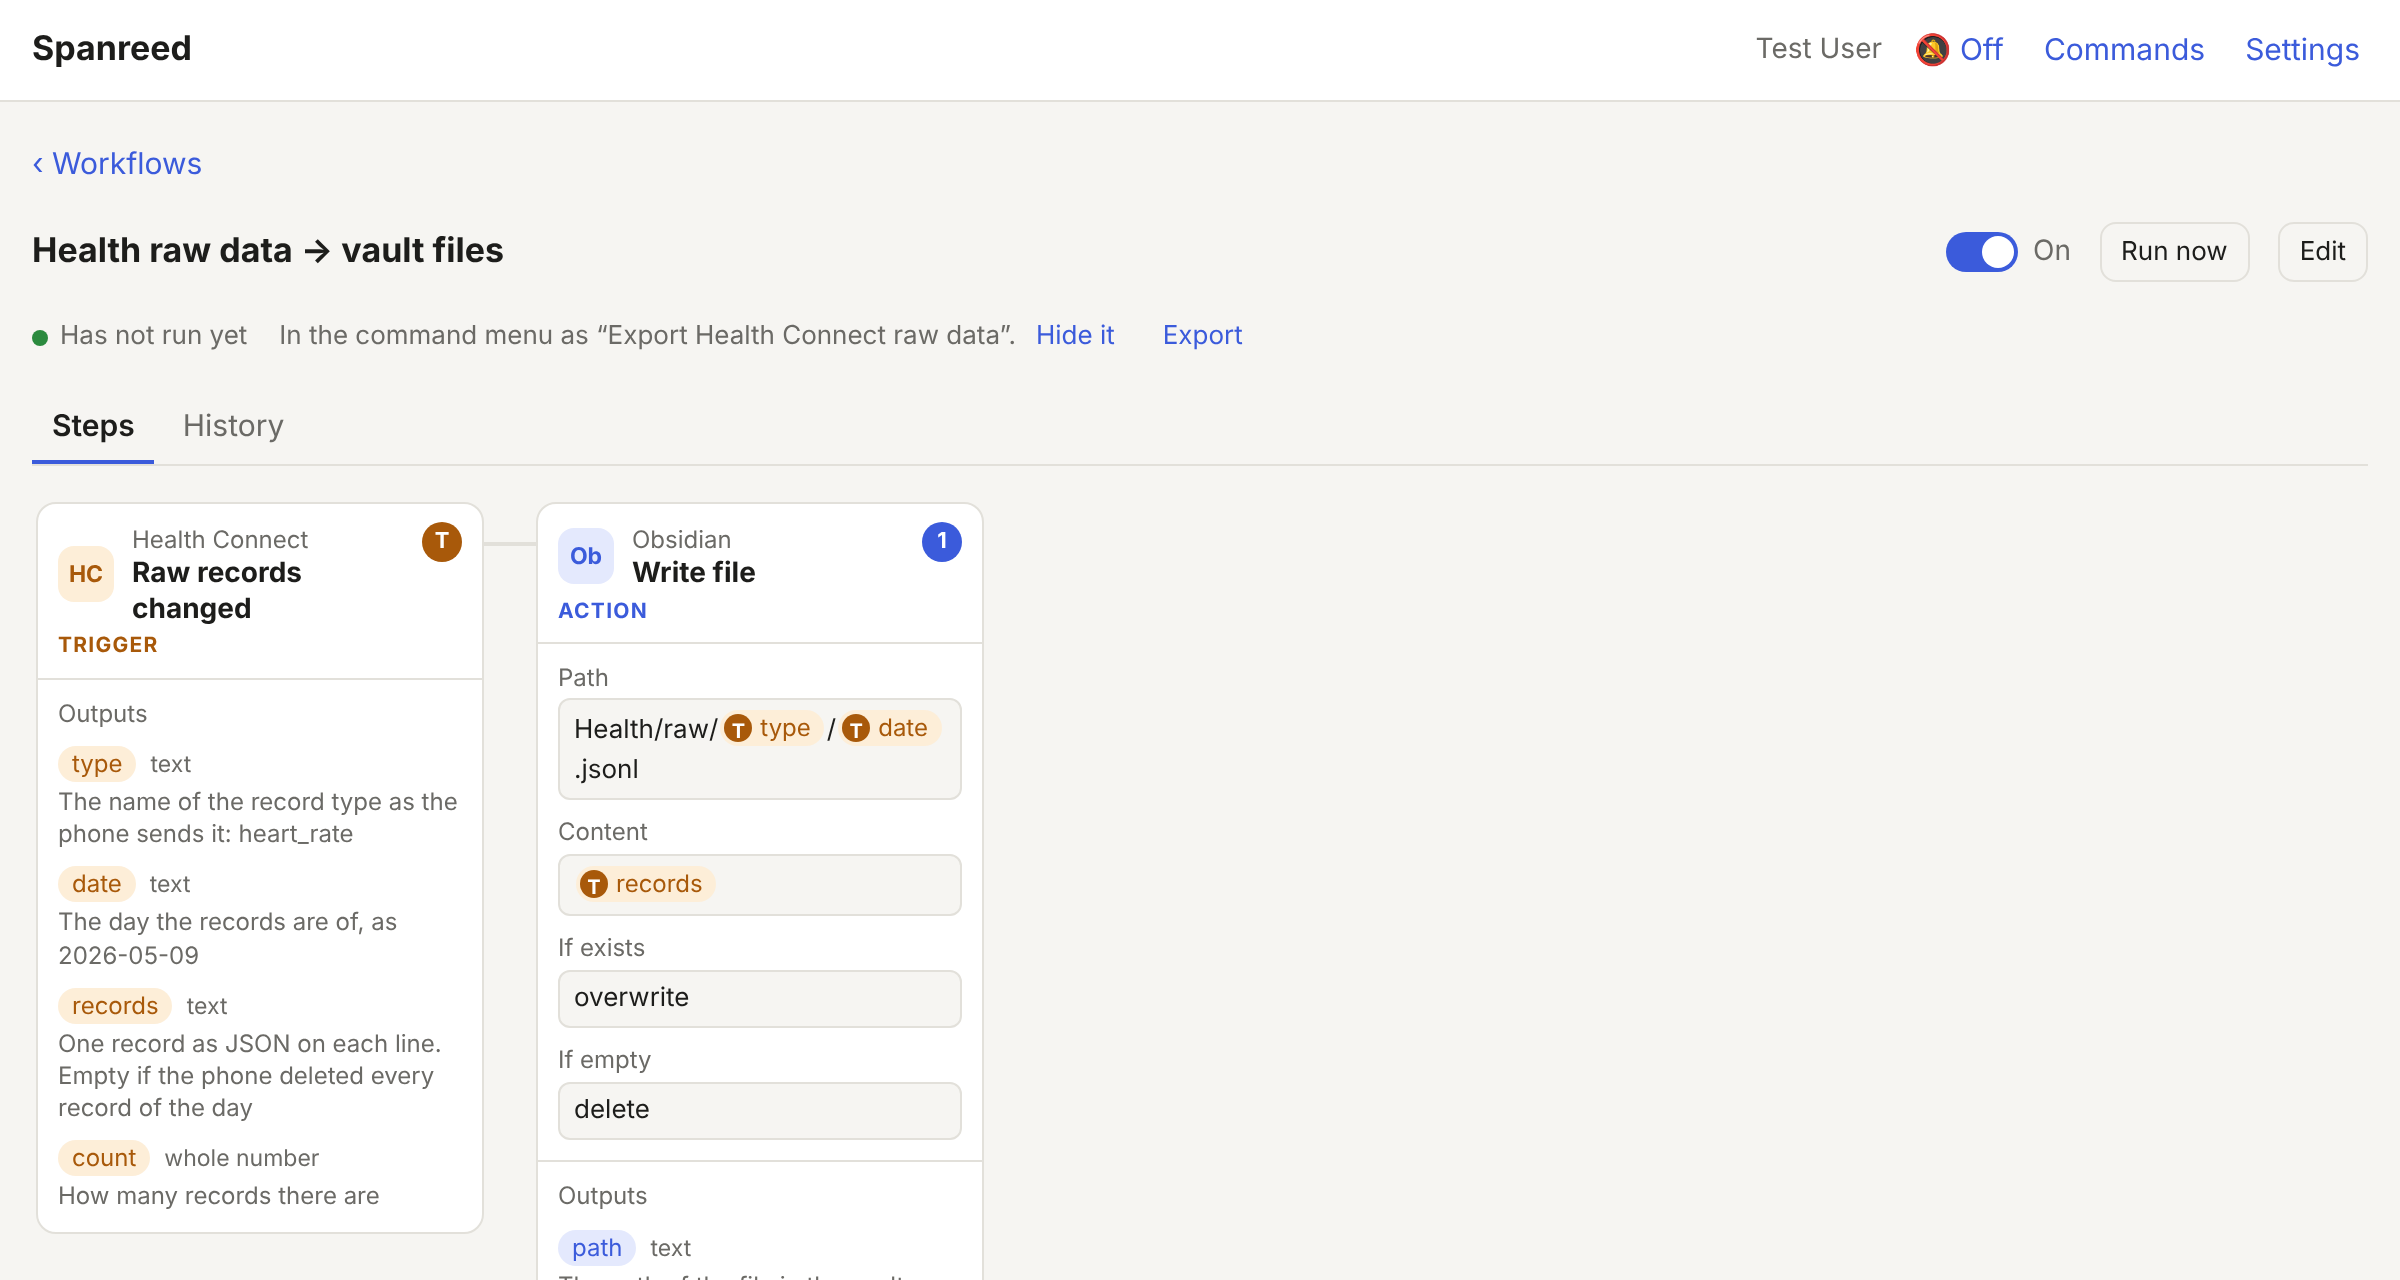 Spanreed
Test User
Off
Commands
Settings
‹ Workflows
Health raw data → vault files
On
Run now
Edit
Has not run yet
In the command menu as “Export Health Connect raw data”.
Hide it
Export
Steps
History
HC
Health Connect
Raw records
changed
T
TRIGGER
Outputs
type text
The name of the record type as the
phone sends it: heart_rate
date text
The day the records are of, as
2026-05-09
records text
One record as JSON on each line.
Empty if the phone deleted every
record of the day
count whole number
How many records there are
Ob
Obsidian
Write file
1
ACTION
Path
Health/raw/ T type / T date
.jsonl
Content
T records
If exists
overwrite
If empty
delete
Outputs
path text